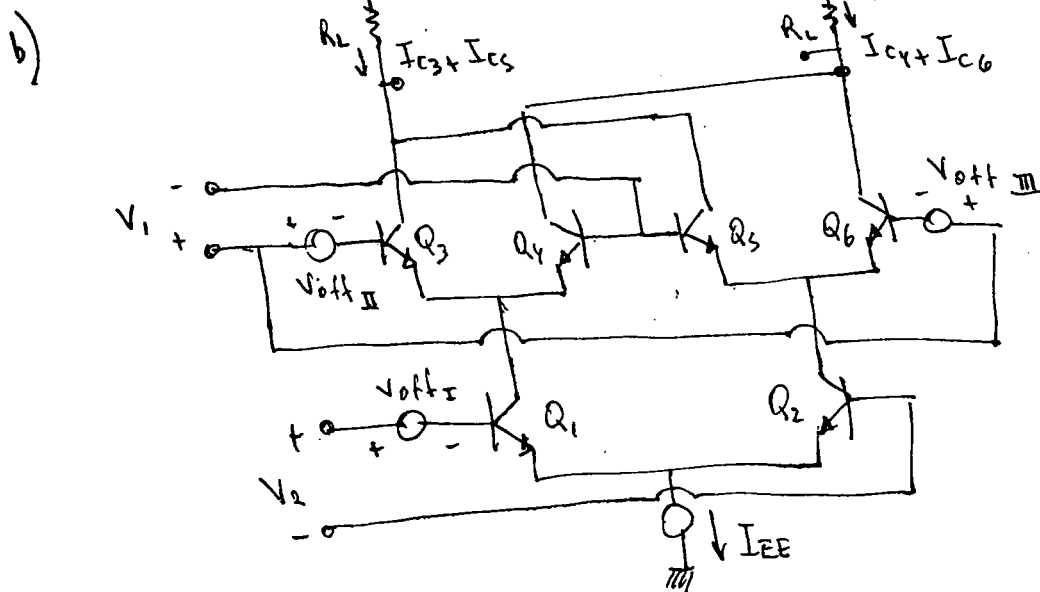 b)
RL
IC3 + ICS
RL
IC4 + IC6
-
V1
+
+ -
Voff II
Q3
Q4
Q5
Q6
- Voff III
+
Voff I
+
+ -
Q1
Q2
V2
-
IEE